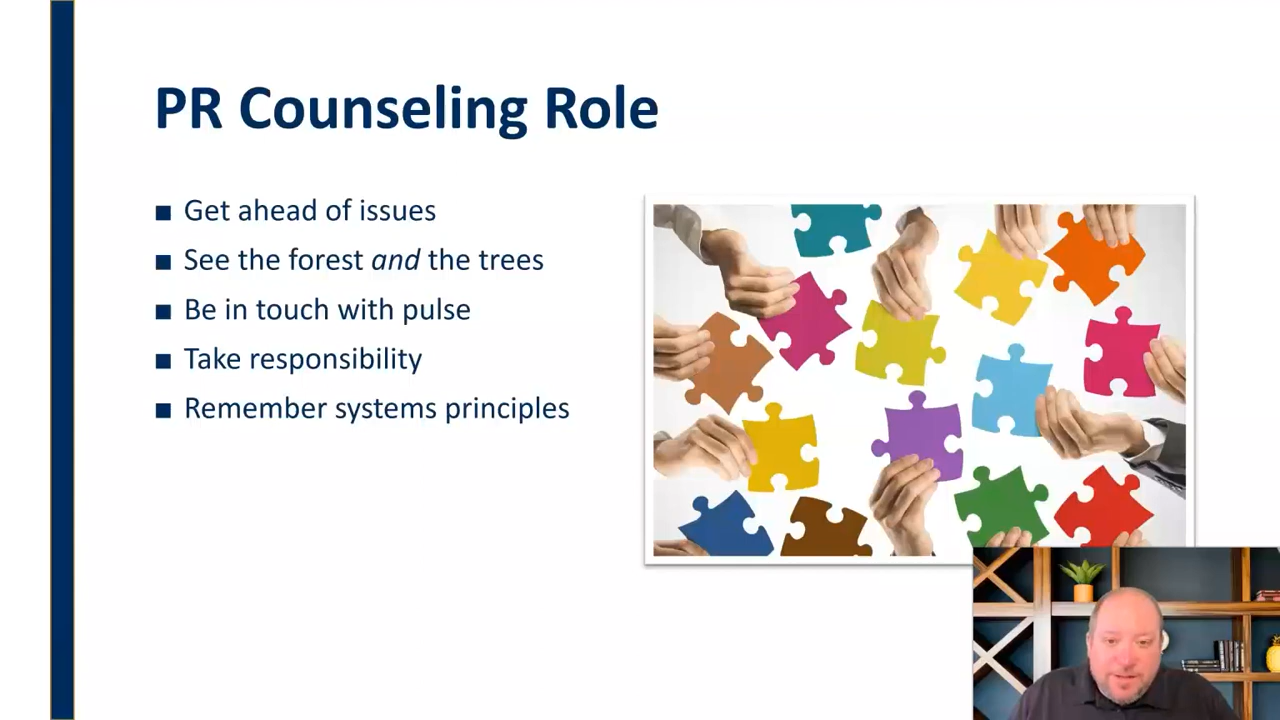 PR Counseling Role
■ Get ahead of issues
■ See the forest and the trees
■ Be in touch with pulse
■ Take responsibility
■ Remember systems principles